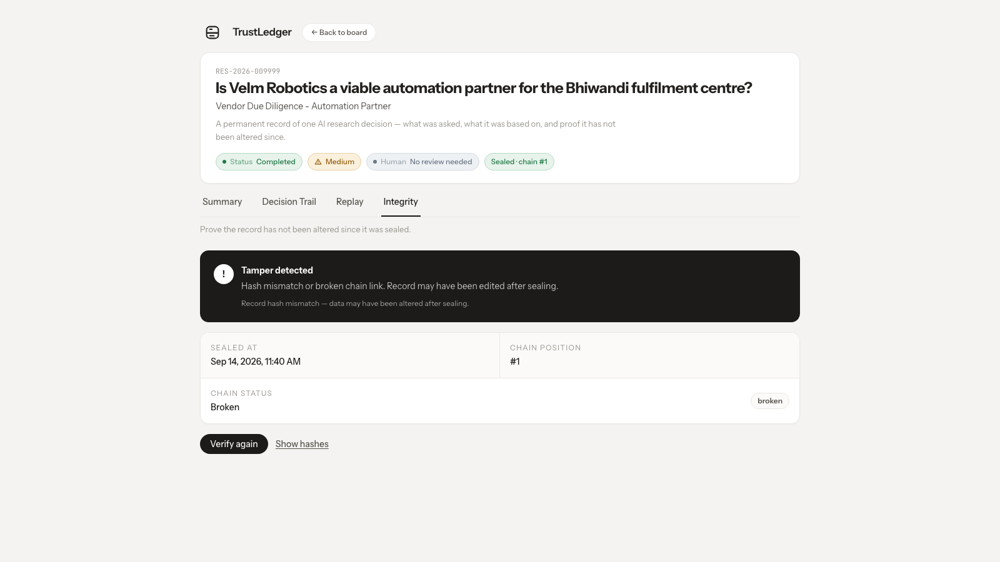 TrustLedger
← Back to board
RES-2026-009999
Is Velm Robotics a viable automation partner for the Bhiwandi fulfilment centre?
Vendor Due Diligence - Automation Partner
A permanent record of one AI research decision — what was asked, what it was based on, and proof it has not
been altered since.
Status Completed
Medium
Human No review needed
Sealed · chain #1
Summary
Decision Trail
Replay
Integrity
Prove the record has not been altered since it was sealed.
!
Tamper detected
Hash mismatch or broken chain link. Record may have been edited after sealing.
Record hash mismatch — data may have been altered after sealing.
SEALED AT
Sep 14, 2026, 11:40 AM
CHAIN POSITION
#1
CHAIN STATUS
Broken
broken
Verify again
Show hashes